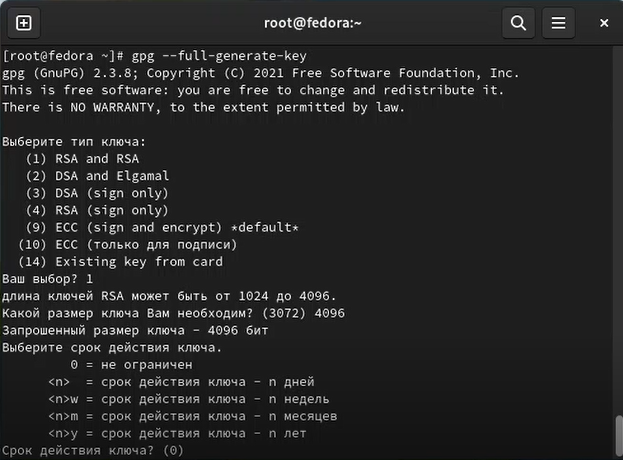 root@fedora:~
[root@fedora ~]# gpg --full-generate-key
gpg (GnuPG) 2.3.8; Copyright (C) 2021 Free Software Foundation, Inc.
This is free software: you are free to change and redistribute it.
There is NO WARRANTY, to the extent permitted by law.
Выберите тип ключа:
(1) RSA and RSA
(2) DSA and Elgamal
(3) DSA (sign only)
(4) RSA (sign only)
(9) ECC (sign and encrypt) *default*
(10) ECC (только для подписи)
(14) Existing key from card
Ваш выбор? 1
длина ключей RSA может быть от 1024 до 4096.
Какой размер ключа Вам необходим? (3072) 4096
Запрошенный размер ключа - 4096 бит
Выберите срок действия ключа.
0 = не ограничен
<n>  = срок действия ключа - n дней
<n>w = срок действия ключа - n недель
<n>m = срок действия ключа - n месяцев
<n>y = срок действия ключа - n лет
Срок действия ключа? (0)